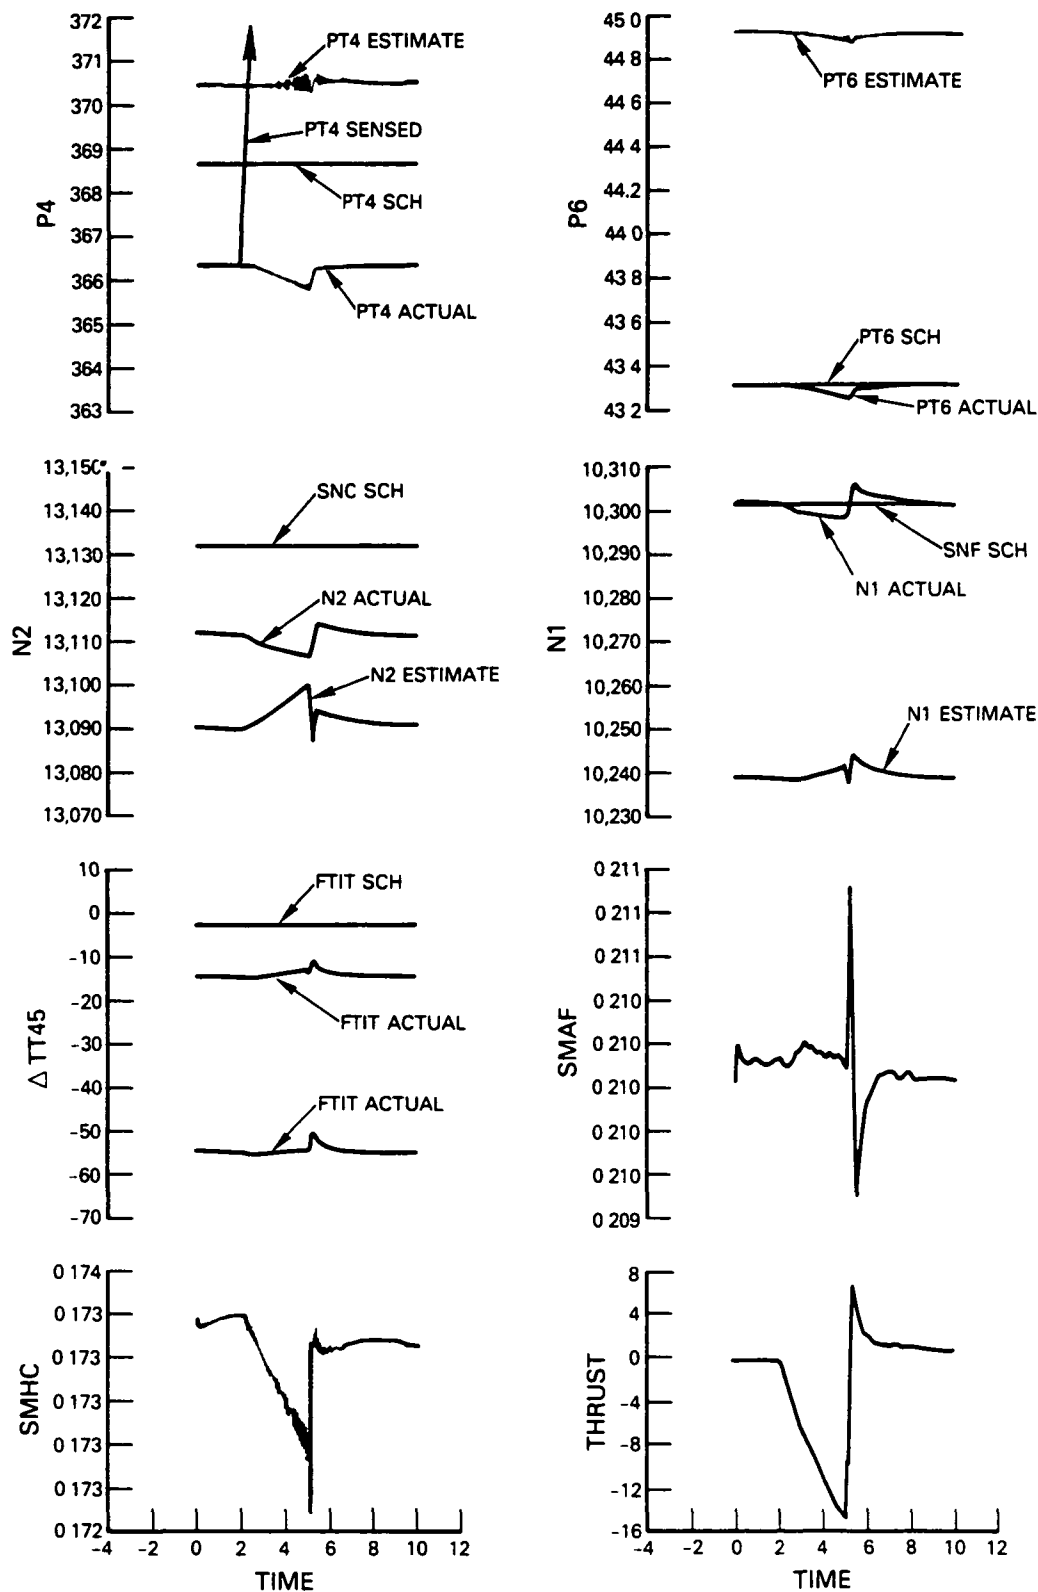 372
371
370
369
368
367
366
365
364
363
P4
PT4 ESTIMATE
PT4 SENSED
PT4 SCH
PT4 ACTUAL
45 0
44 8
44 6
44 4
44.2
44 0
43 8
43 6
43 4
43 2
P6
PT6 ESTIMATE
PT6 SCH
PT6 ACTUAL
13,150
13,140
13,130
13,120
13,110
13,100
13,090
13,080
13,070
N2
SNC SCH
N2 ACTUAL
N2 ESTIMATE
10,310
10,300
10,290
10,280
10,270
10,260
10,250
10,240
10,230
N1
SNF SCH
N1 ACTUAL
N1 ESTIMATE
10
0
-10
-20
-30
-40
-50
-60
-70
Δ TT45
FTIT SCH
FTIT ACTUAL
FTIT ACTUAL
0 211
0 211
0 211
0 210
0 210
0 210
0 210
0 210
0 209
SMAF
0 174
0 173
0 173
0 173
0 173
0 173
0 172
SMHC
-4 -2 0 2 4 6 8 10 12
TIME
8
4
0
-4
-8
-12
-16
THRUST
-4 -2 0 2 4 6 8 10 12
TIME